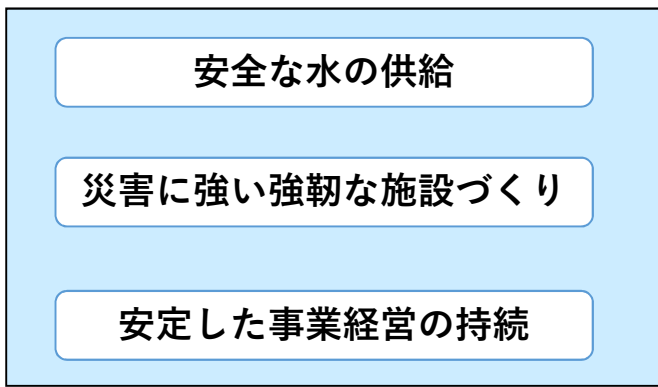 安全な水の供給
災害に強い強靭な施設づくり
安定した事業経営の持続